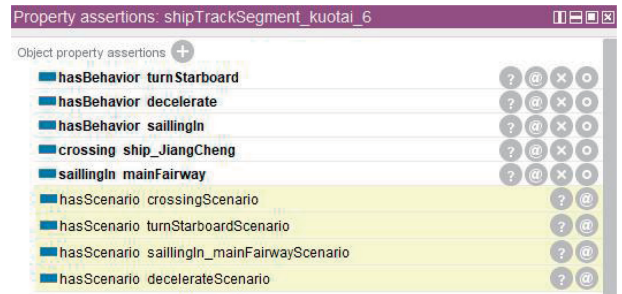 Property assertions: shipTrackSegment_kuotai_6
Object property assertions
hasBehavior turnStarboard
hasBehavior decelerate
hasBehavior saillingIn
crossing ship_JiangCheng
saillingIn mainFairway
hasScenario crossingScenario
hasScenario turnStarboardScenario
hasScenario saillingIn_mainFairwayScenario
hasScenario decelerateScenario